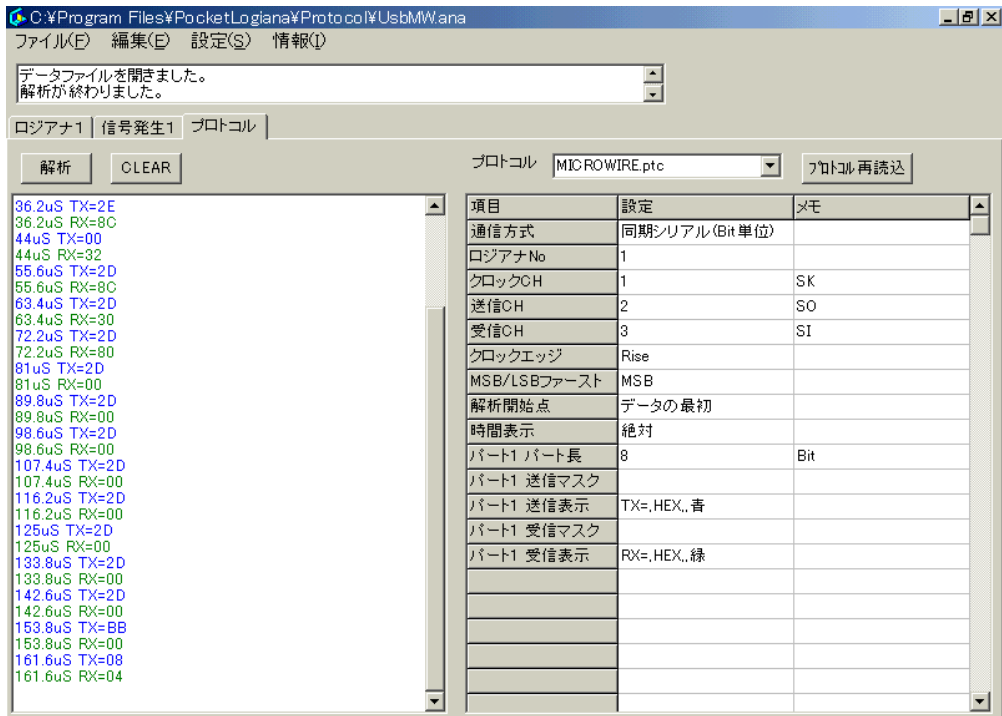 C:¥Program Files¥PocketLogiana¥Protocol¥UsbMW.ana
ファイル(F) 編集(E) 設定(S) 情報(I)
データファイルを開きました。
解析が終わりました。
ロジアナ1 信号発生1 プロトコル
解析 CLEAR
プロトコル MICROWIRE.ptc ﾌﾟﾛﾄｺﾙ再読込
36.2uS TX=2E
36.2uS RX=8C
44uS TX=00
44uS RX=32
55.6uS TX=2D
55.6uS RX=8C
63.4uS TX=2D
63.4uS RX=30
72.2uS TX=2D
72.2uS RX=80
81uS TX=2D
81uS RX=00
89.8uS TX=2D
89.8uS RX=00
98.6uS TX=2D
98.6uS RX=00
107.4uS TX=2D
107.4uS RX=00
116.2uS TX=2D
116.2uS RX=00
125uS TX=2D
125uS RX=00
133.8uS TX=2D
133.8uS RX=00
142.6uS TX=2D
142.6uS RX=00
153.8uS TX=BB
153.8uS RX=00
161.6uS TX=08
161.6uS RX=04
項目 設定 メモ
通信方式 同期シリアル(Bit単位)
ロジアナNo 1
クロックCH 1 SK
送信CH 2 SO
受信CH 3 SI
クロックエッジ Rise
MSB/LSBファースト MSB
解析開始点 データの最初
時間表示 絶対
パート1 パート長 8 Bit
パート1 送信マスク
パート1 送信表示 TX=,HEX,,青
パート1 受信マスク
パート1 受信表示 RX=,HEX,,緑